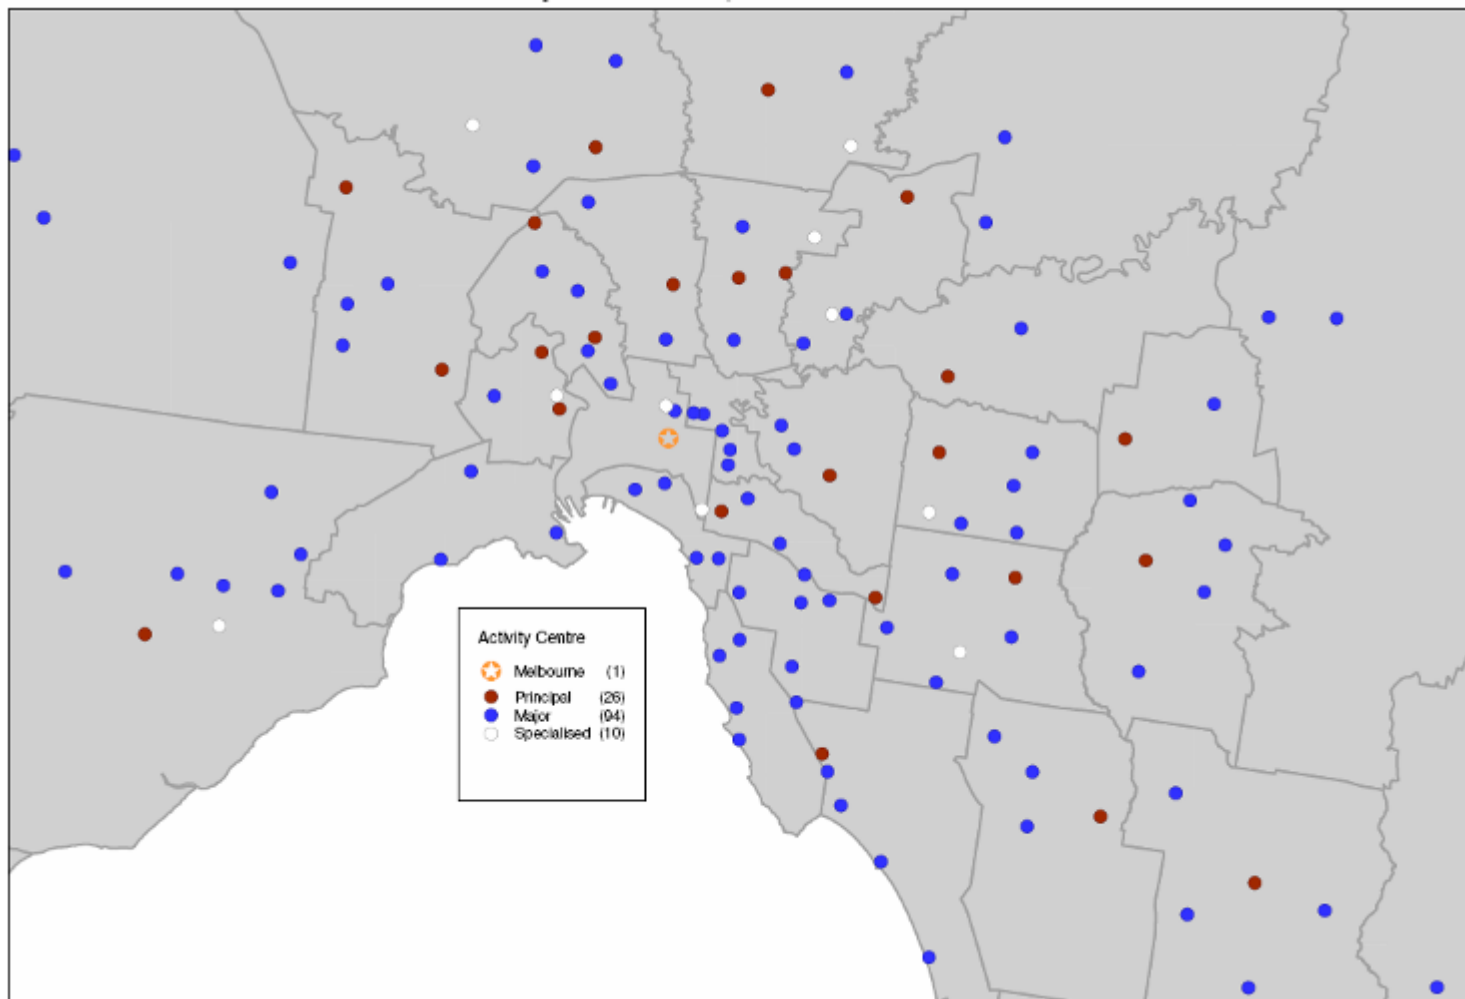 Activity Centre
Melbourne (1)
Principal (26)
Major (94)
Specialised (10)